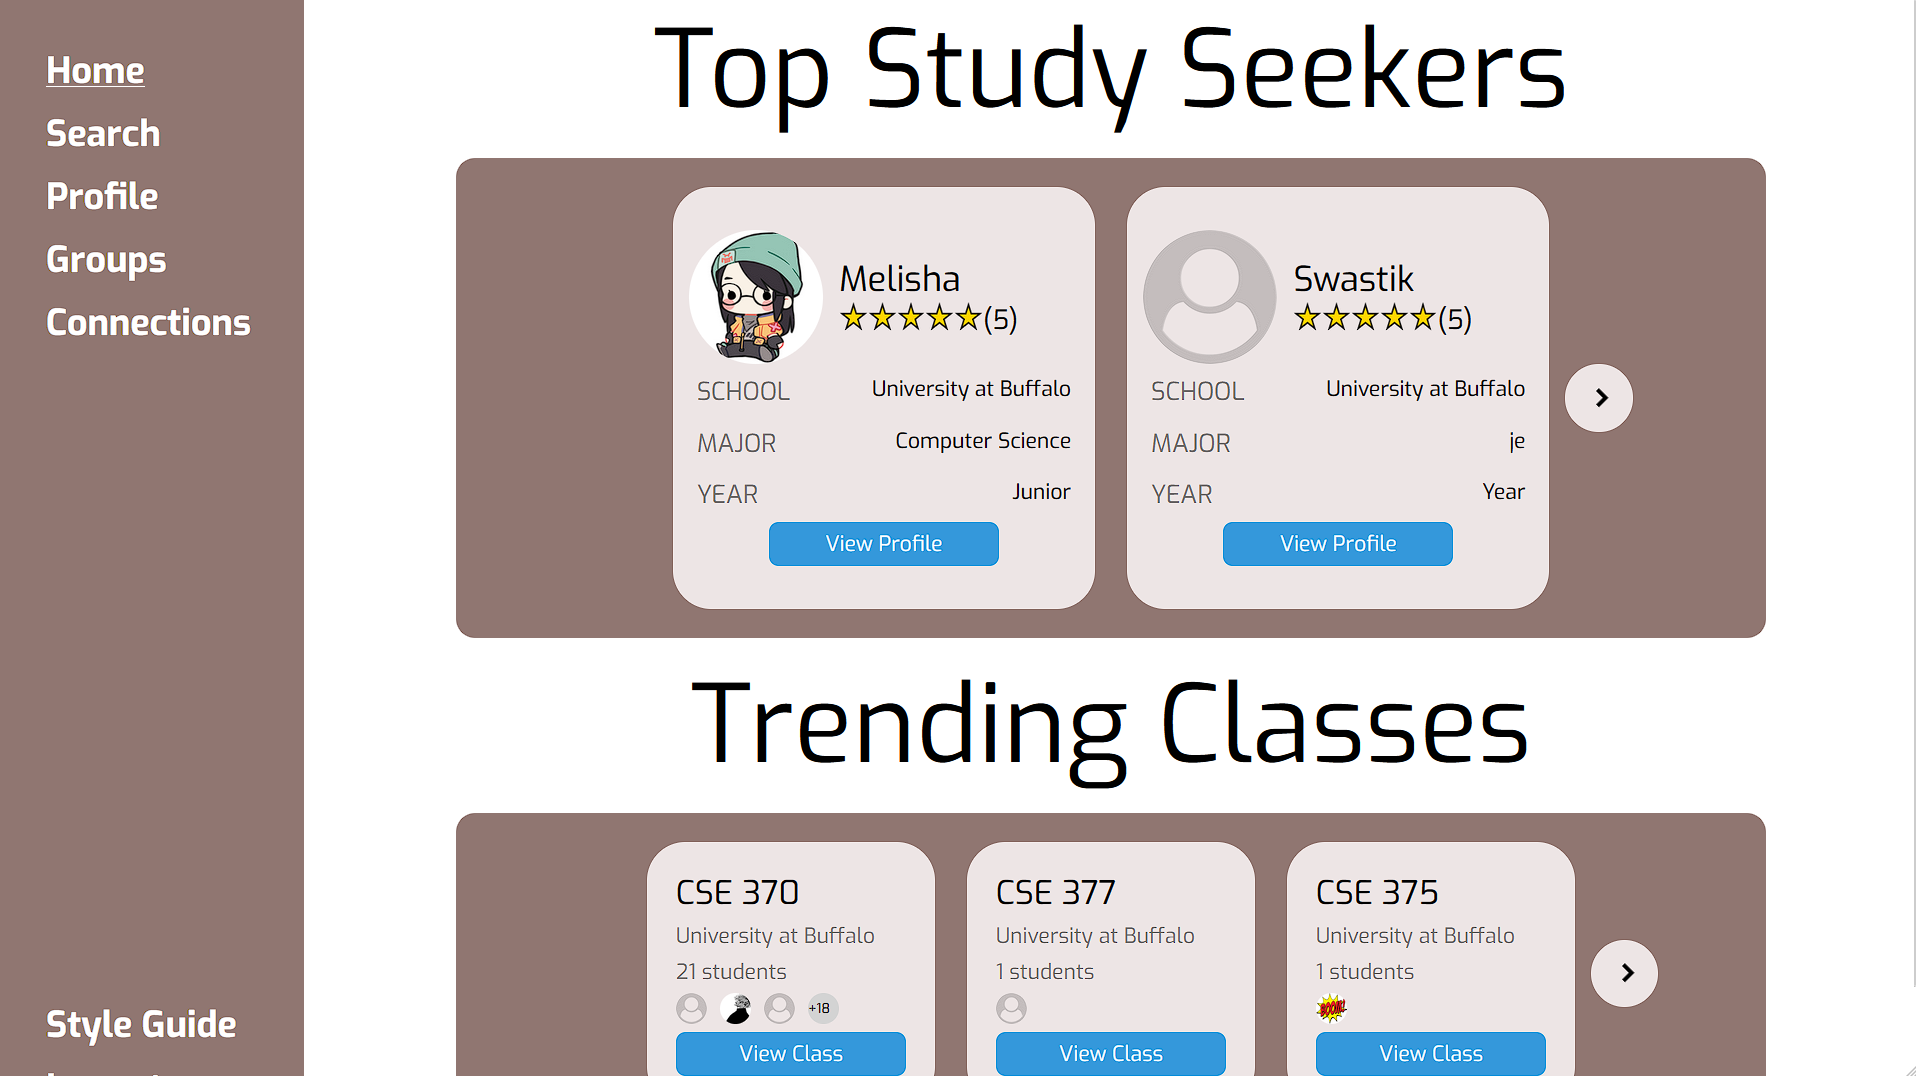 Home
Search
Profile
Groups
Connections
Style Guide
Top Study Seekers
Melisha
(5)
SCHOOL University at Buffalo
MAJOR Computer Science
YEAR Junior
View Profile
Swastik
(5)
SCHOOL University at Buffalo
MAJOR je
YEAR Year
View Profile
Trending Classes
CSE 370
University at Buffalo
21 students
+18
View Class
CSE 377
University at Buffalo
1 students
View Class
CSE 375
University at Buffalo
1 students
BOOM!
View Class